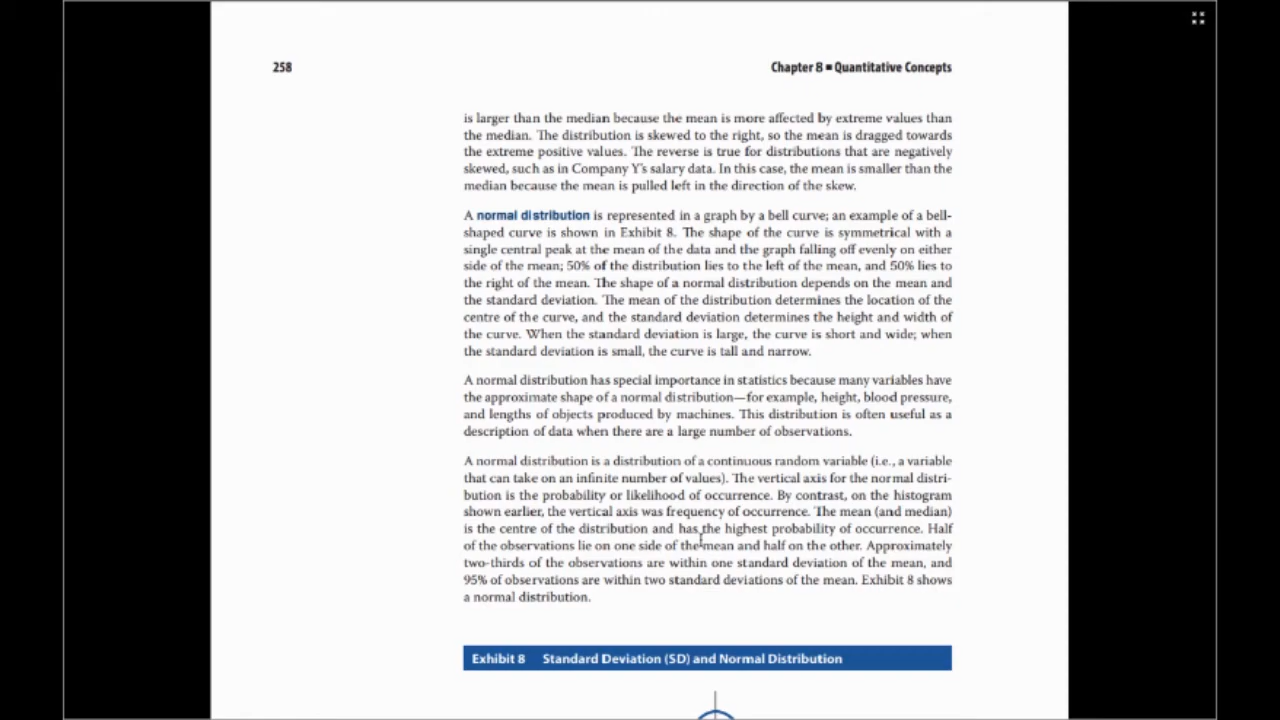 258
Chapter 8 ■ Quantitative Concepts
is larger than the median because the mean is more affected by extreme values than
the median. The distribution is skewed to the right, so the mean is dragged towards
the extreme positive values. The reverse is true for distributions that are negatively
skewed, such as in Company Y's salary data. In this case, the mean is smaller than the
median because the mean is pulled left in the direction of the skew.
A normal distribution is represented in a graph by a bell curve; an example of a bell-
shaped curve is shown in Exhibit 8. The shape of the curve is symmetrical with a
single central peak at the mean of the data and the graph falling off evenly on either
side of the mean; 50% of the distribution lies to the left of the mean, and 50% lies to
the right of the mean. The shape of a normal distribution depends on the mean and
the standard deviation. The mean of the distribution determines the location of the
centre of the curve, and the standard deviation determines the height and width of
the curve. When the standard deviation is large, the curve is short and wide; when
the standard deviation is small, the curve is tall and narrow.
A normal distribution has special importance in statistics because many variables have
the approximate shape of a normal distribution—for example, height, blood pressure,
and lengths of objects produced by machines. This distribution is often useful as a
description of data when there are a large number of observations.
A normal distribution is a distribution of a continuous random variable (i.e., a variable
that can take on an infinite number of values). The vertical axis for the normal distri-
bution is the probability or likelihood of occurrence. By contrast, on the histogram
shown earlier, the vertical axis was frequency of occurrence. The mean (and median)
is the centre of the distribution and has the highest probability of occurrence. Half
of the observations lie on one side of the mean and half on the other. Approximately
two-thirds of the observations are within one standard deviation of the mean, and
95% of observations are within two standard deviations of the mean. Exhibit 8 shows
a normal distribution.
Exhibit 8 Standard Deviation (SD) and Normal Distribution